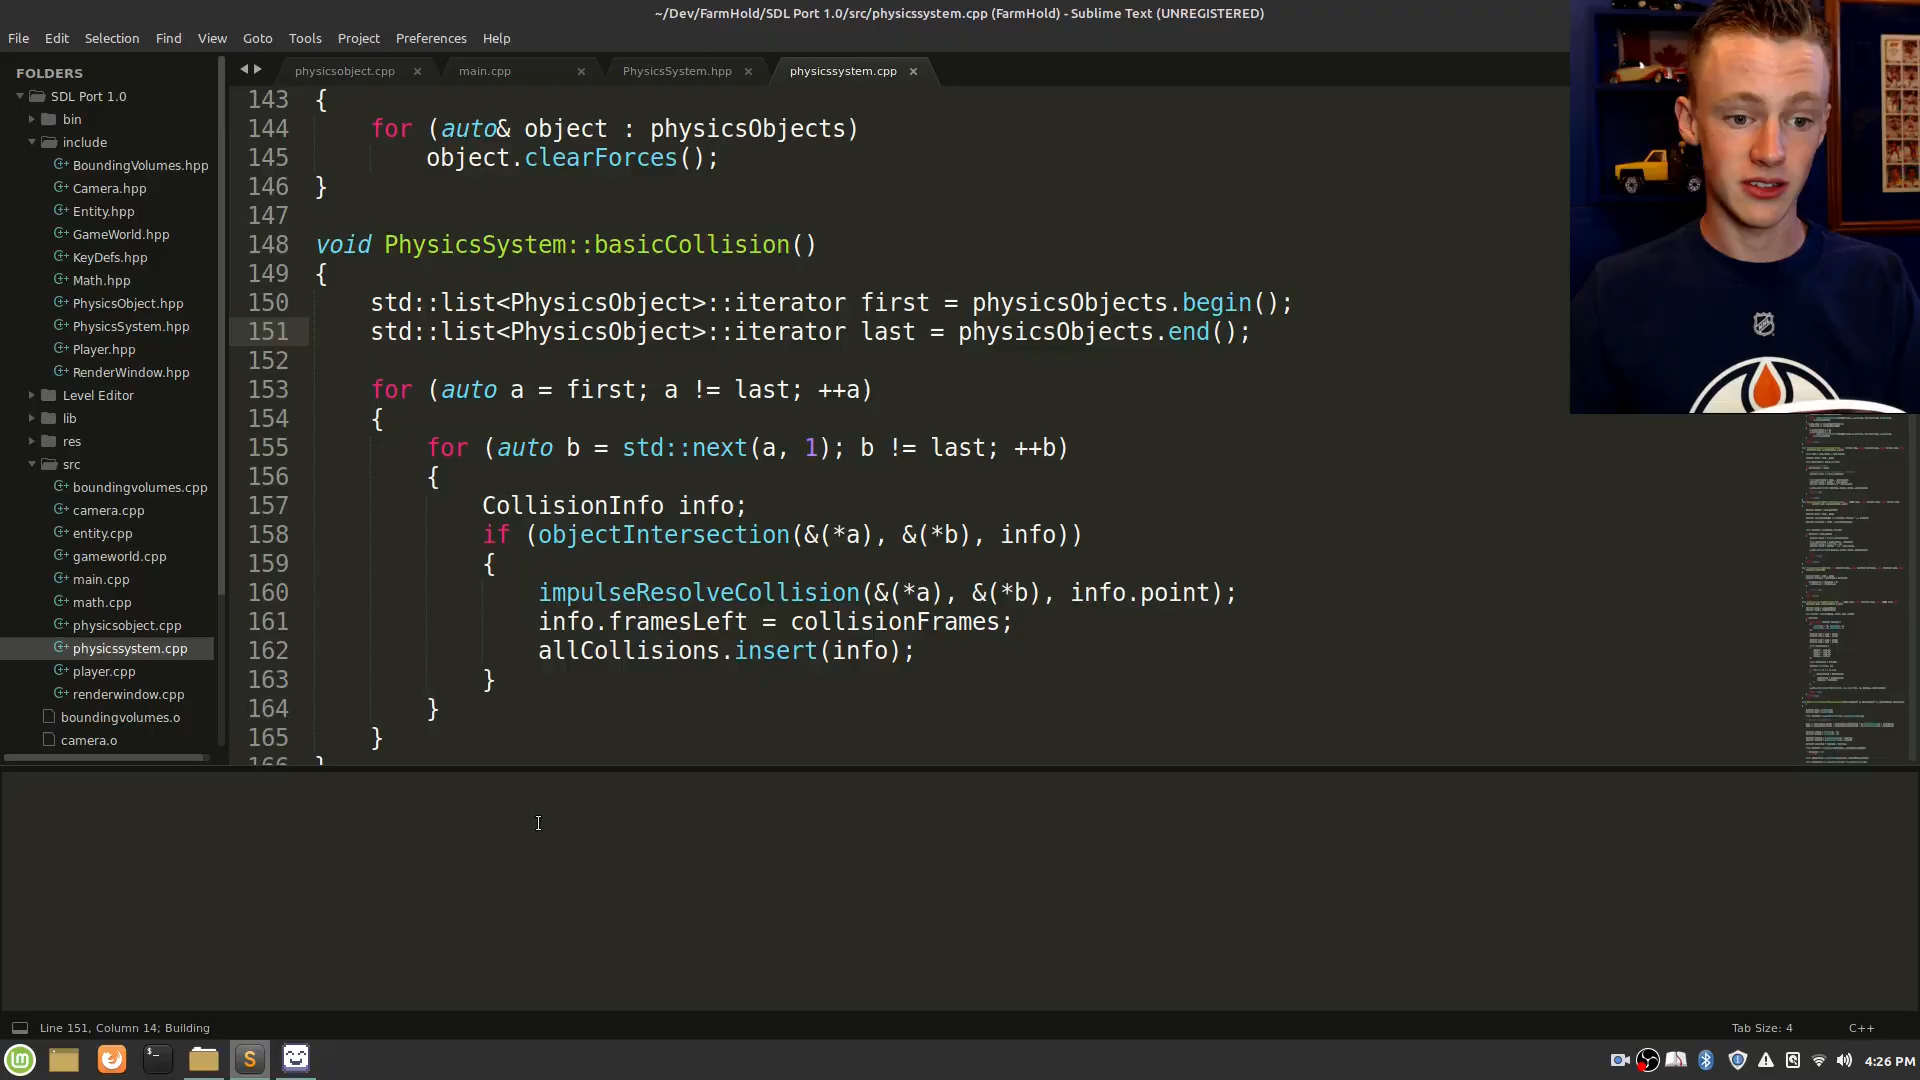 ~/Dev/FarmHold/SDL Port 1.0/src/physicssystem.cpp (FarmHold) - Sublime Text (UNREGISTERED)
File Edit Selection Find View Goto Tools Project Preferences Help
FOLDERS
SDL Port 1.0
bin
include
BoundingVolumes.hpp
Camera.hpp
Entity.hpp
GameWorld.hpp
KeyDefs.hpp
Math.hpp
PhysicsObject.hpp
PhysicsSystem.hpp
Player.hpp
RenderWindow.hpp
Level Editor
lib
res
src
boundingvolumes.cpp
camera.cpp
entity.cpp
gameworld.cpp
main.cpp
math.cpp
physicsobject.cpp
physicssystem.cpp
player.cpp
renderwindow.cpp
boundingvolumes.o
camera.o
physicsobject.cpp × main.cpp × PhysicsSystem.hpp × physicssystem.cpp ×
143 {
144 for (auto& object : physicsObjects)
145 object.clearForces();
146 }
147
148 void PhysicsSystem::basicCollision()
149 {
150 std::list<PhysicsObject>::iterator first = physicsObjects.begin();
151 std::list<PhysicsObject>::iterator last = physicsObjects.end();
152
153 for (auto a = first; a != last; ++a)
154 {
155 for (auto b = std::next(a, 1); b != last; ++b)
156 {
157 CollisionInfo info;
158 if (objectIntersection(&(*a), &(*b), info))
159 {
160 impulseResolveCollision(&(*a), &(*b), info.point);
161 info.framesLeft = collisionFrames;
162 allCollisions.insert(info);
163 }
164 }
165 }
166 }
NHL
Line 151, Column 14; Building
Tab Size: 4
C++
4:26 PM